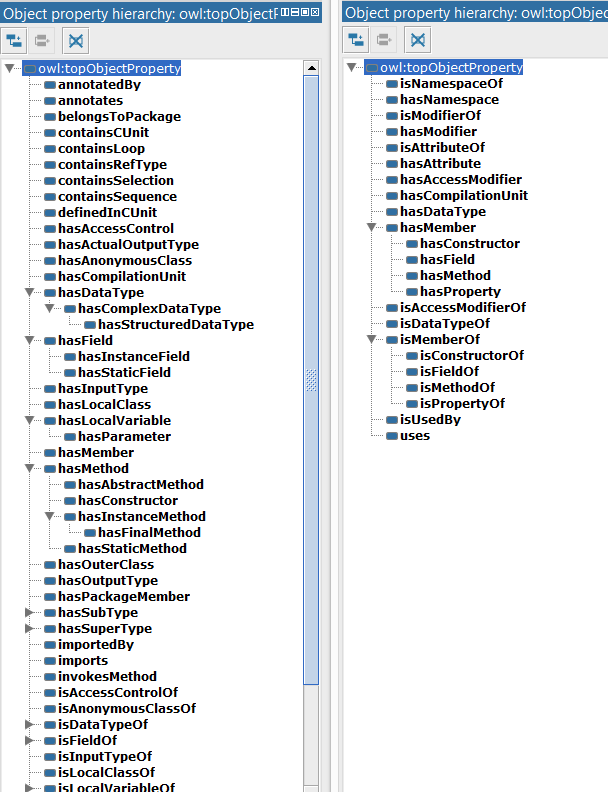 Object property hierarchy: owl:topObjectP
owl:topObjectProperty
annotatedBy
annotates
belongsToPackage
containsCUnit
containsLoop
containsRefType
containsSelection
containsSequence
definedInCUnit
hasAccessControl
hasActualOutputType
hasAnonymousClass
hasCompilationUnit
hasDataType
hasComplexDataType
hasStructuredDataType
hasField
hasInstanceField
hasStaticField
hasInputType
hasLocalClass
hasLocalVariable
hasParameter
hasMember
hasMethod
hasAbstractMethod
hasConstructor
hasInstanceMethod
hasFinalMethod
hasStaticMethod
hasOuterClass
hasOutputType
hasPackageMember
hasSubType
hasSuperType
importedBy
imports
invokesMethod
isAccessControlOf
isAnonymousClassOf
isDataTypeOf
isFieldOf
isInputTypeOf
isLocalClassOf
isLocalVariableOf
Object property hierarchy: owl:topObjectProp
owl:topObjectProperty
isNamespaceOf
hasNamespace
isModifierOf
hasModifier
isAttributeOf
hasAttribute
hasAccessModifier
hasCompilationUnit
hasDataType
hasMember
hasConstructor
hasField
hasMethod
hasProperty
isAccessModifierOf
isDataTypeOf
isMemberOf
isConstructorOf
isFieldOf
isMethodOf
isPropertyOf
isUsedBy
uses